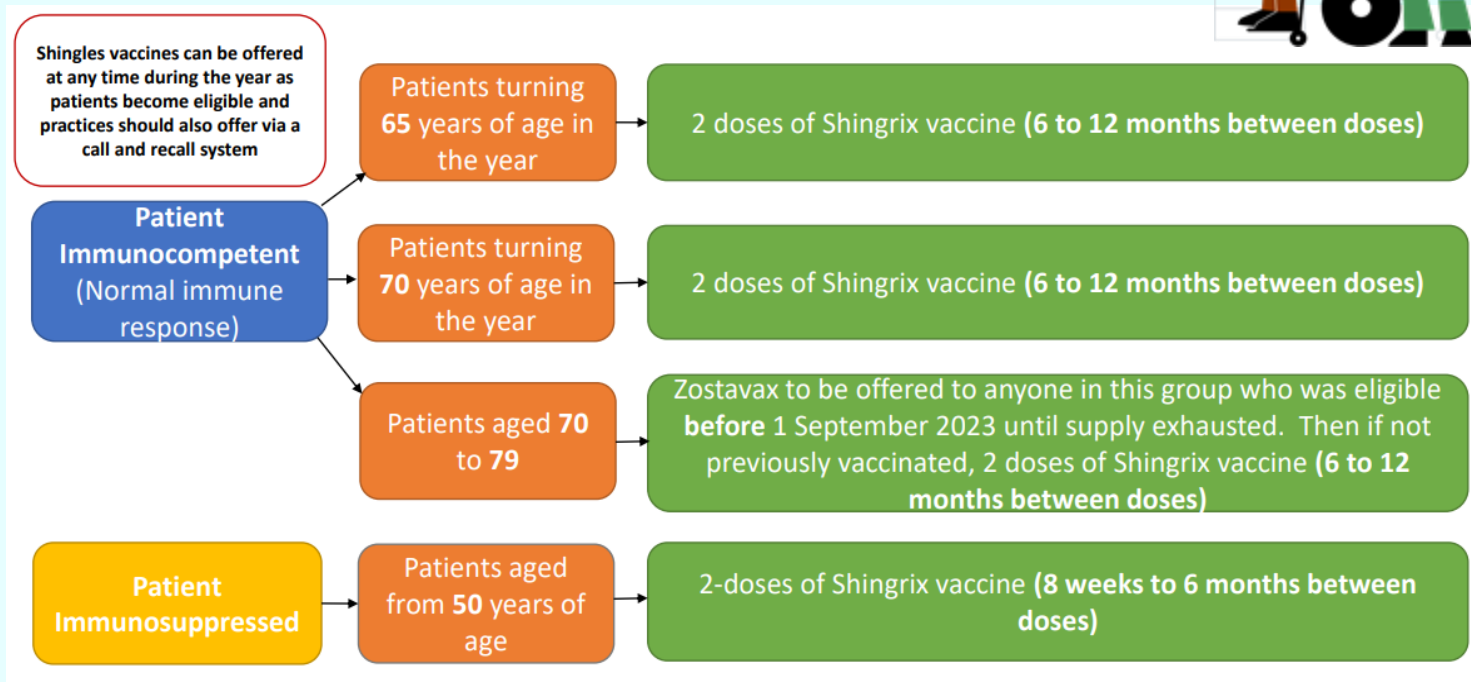 Shingles vaccines can be offered
at any time during the year as
patients become eligible and
practices should also offer via a
call and recall system
Patient
Immunocompetent
(Normal immune
response)
Patients turning
65 years of age in
the year
2 doses of Shingrix vaccine (6 to 12 months between doses)
Patients turning
70 years of age in
the year
2 doses of Shingrix vaccine (6 to 12 months between doses)
Patients aged 70
to 79
Zostavax to be offered to anyone in this group who was eligible
before 1 September 2023 until supply exhausted. Then if not
previously vaccinated, 2 doses of Shingrix vaccine (6 to 12
months between doses)
Patient
Immunosuppressed
Patients aged
from 50 years of
age
2-doses of Shingrix vaccine (8 weeks to 6 months between
doses)